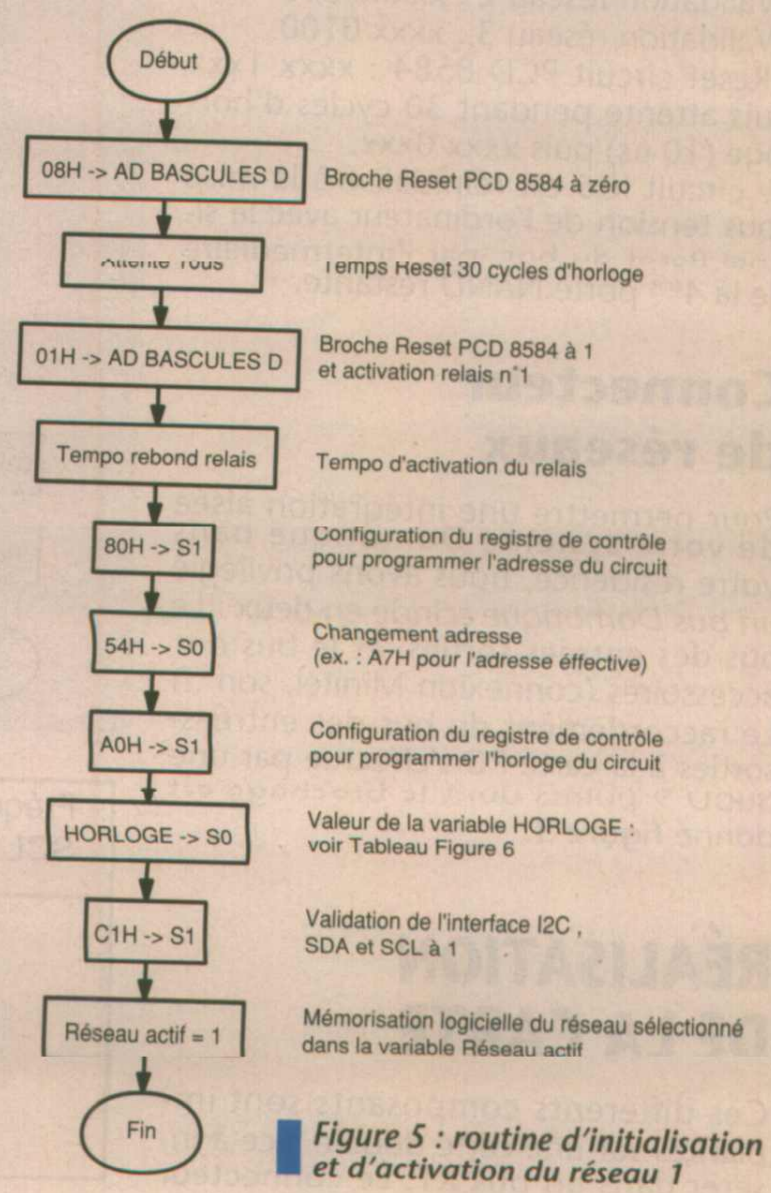 Début
08H -> AD BASCULES D
Broche Reset PCD 8584 à zéro
Attente
Temps Reset 30 cycles d'horloge
01H -> AD BASCULES D
Broche Reset PCD 8584 à 1
et activation relais n°1
Tempo rebond relais
Tempo d'activation du relais
80H -> S1
Configuration du registre de contrôle
pour programmer l'adresse du circuit
54H -> S0
Changement adresse
(ex. : A7H pour l'adresse éffective)
A0H -> S1
Configuration du registre de contrôle
pour programmer l'horloge du circuit
HORLOGE -> S0
Valeur de la variable HORLOGE :
voir Tableau Figure 6
C1H -> S1
Validation de l'interface I2C ,
SDA et SCL à 1
Réseau actif = 1
Mémorisation logicielle du réseau sélectionné
dans la variable Réseau actif
Fin
Figure 5 : routine d'initialisation
et d'activation du réseau 1